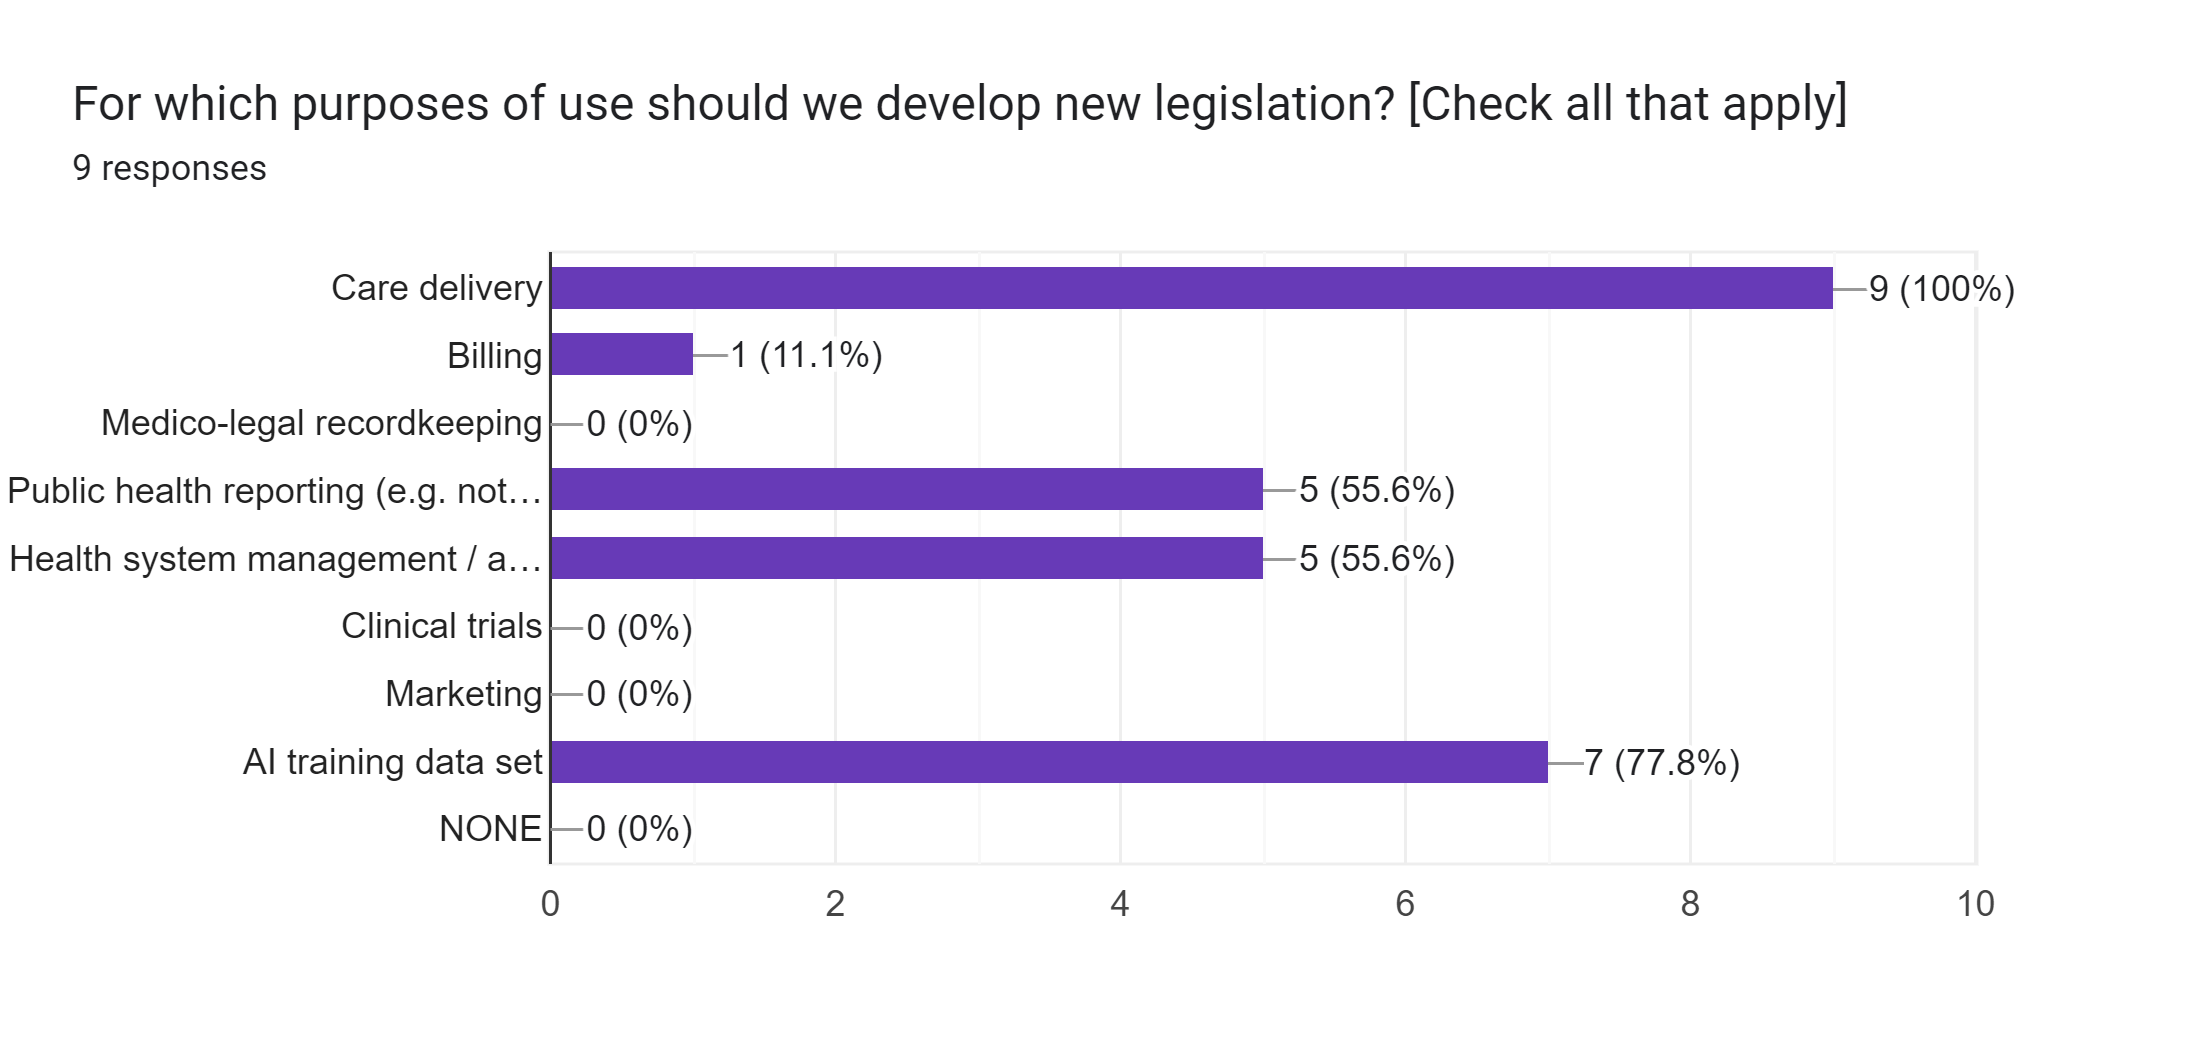 For which purposes of use should we develop new legislation? [Check all that apply]
9 responses
Care delivery 9 (100%)
Billing 1 (11.1%)
Medico-legal recordkeeping 0 (0%)
Public health reporting (e.g. not… 5 (55.6%)
Health system management / a… 5 (55.6%)
Clinical trials 0 (0%)
Marketing 0 (0%)
AI training data set 7 (77.8%)
NONE 0 (0%)
0 2 4 6 8 10